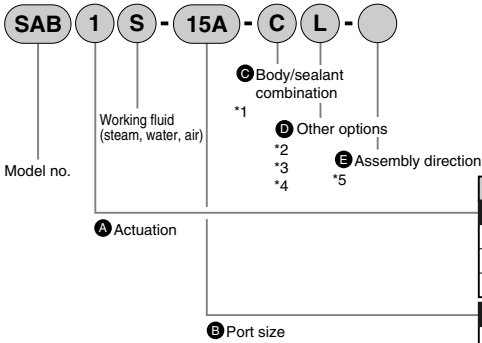 SAB 1 S - 15A - C L -
C Body/sealant
combination
*1
Working fluid
(steam, water, air)
D Other options
*2
*3
*4
E Assembly direction
*5
Model no.
A Actuation
B Port size